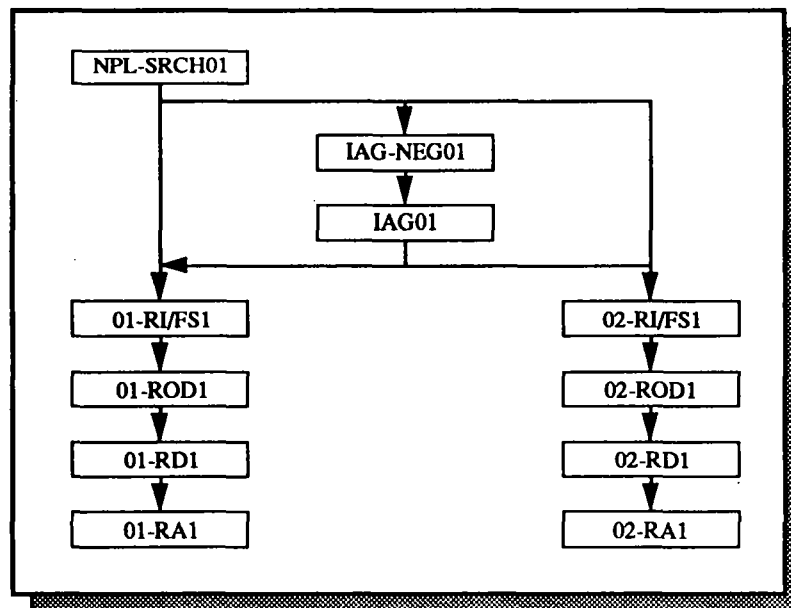 NPL-SRCH01
IAG-NEG01
IAG01
01-RI/FS1
02-RI/FS1
01-ROD1
02-ROD1
01-RD1
02-RD1
01-RA1
02-RA1